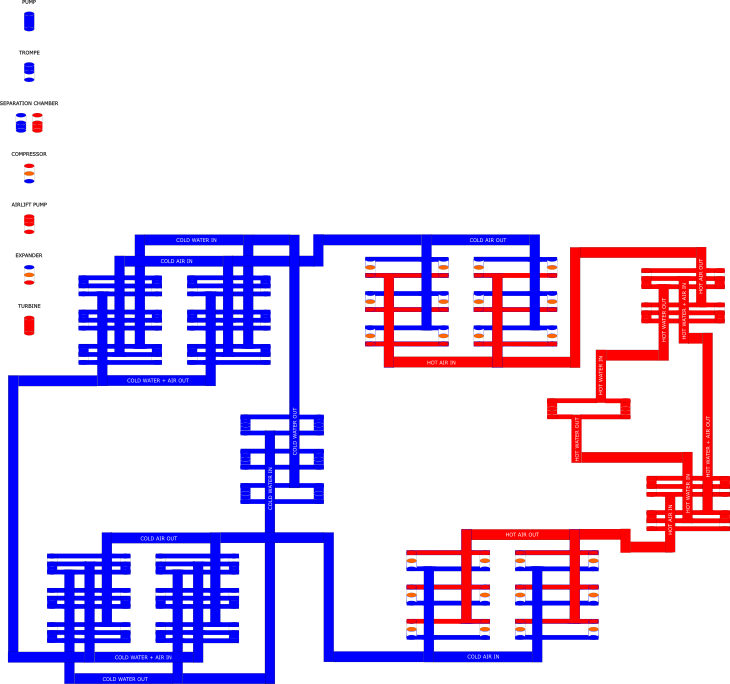 PUMP
TROMPE
SEPARATION CHAMBER
COMPRESSOR
AIRLIFT PUMP
EXPANDER
TURBINE
COLD WATER IN
COLD AIR IN
COLD AIR OUT
HOT AIR IN
HOT AIR OUT
HOT WATER OUT
HOT WATER + AIR IN
COLD WATER + AIR OUT
HOT WATER IN
HOT WATER OUT
HOT WATER + AIR OUT
COLD WATER OUT
COLD WATER IN
HOT WATER IN
HOT AIR IN
COLD AIR OUT
HOT AIR OUT
COLD WATER + AIR IN
COLD AIR IN
COLD WATER OUT